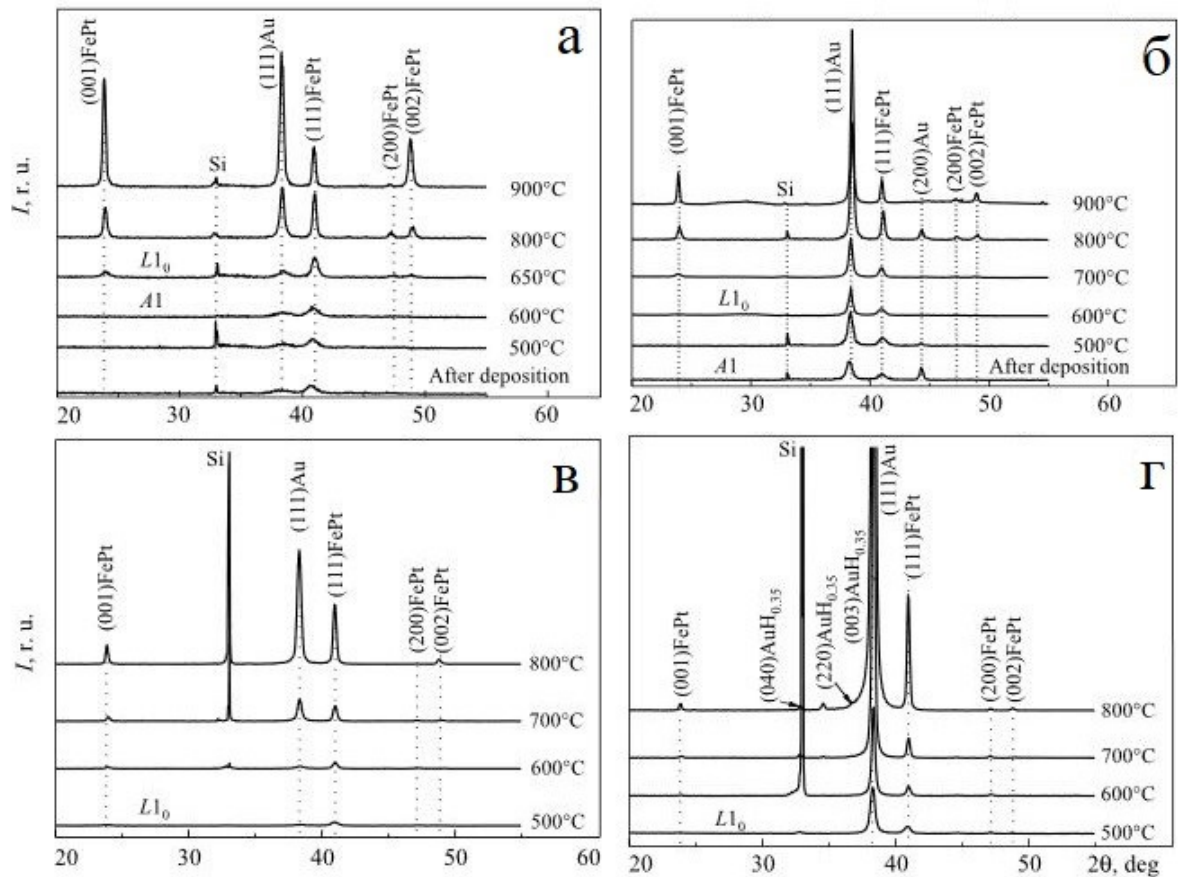 а
(001)FePt
Si
(111)Au
(111)FePt
(200)FePt
(002)FePt
900°C
800°C
L1₀
650°C
A1
600°C
500°C
After deposition
I, r. u.
20 30 40 50 60
б
(001)FePt
Si
(111)Au
(111)FePt
(200)Au
(200)FePt
(002)FePt
900°C
800°C
700°C
L1₀
600°C
500°C
A1
After deposition
20 30 40 50 60
в
(001)FePt
Si
(111)Au
(111)FePt
(200)FePt
(002)FePt
800°C
700°C
600°C
L1₀
500°C
I, r. u.
20 30 40 50 60
г
(001)FePt
Si
(040)AuH₀.₃₅
(220)AuH₀.₃₅
(003)AuH₀.₃₅
(111)Au
(111)FePt
(200)FePt
(002)FePt
800°C
700°C
600°C
L1₀
500°C
20 30 40 50 2θ, deg